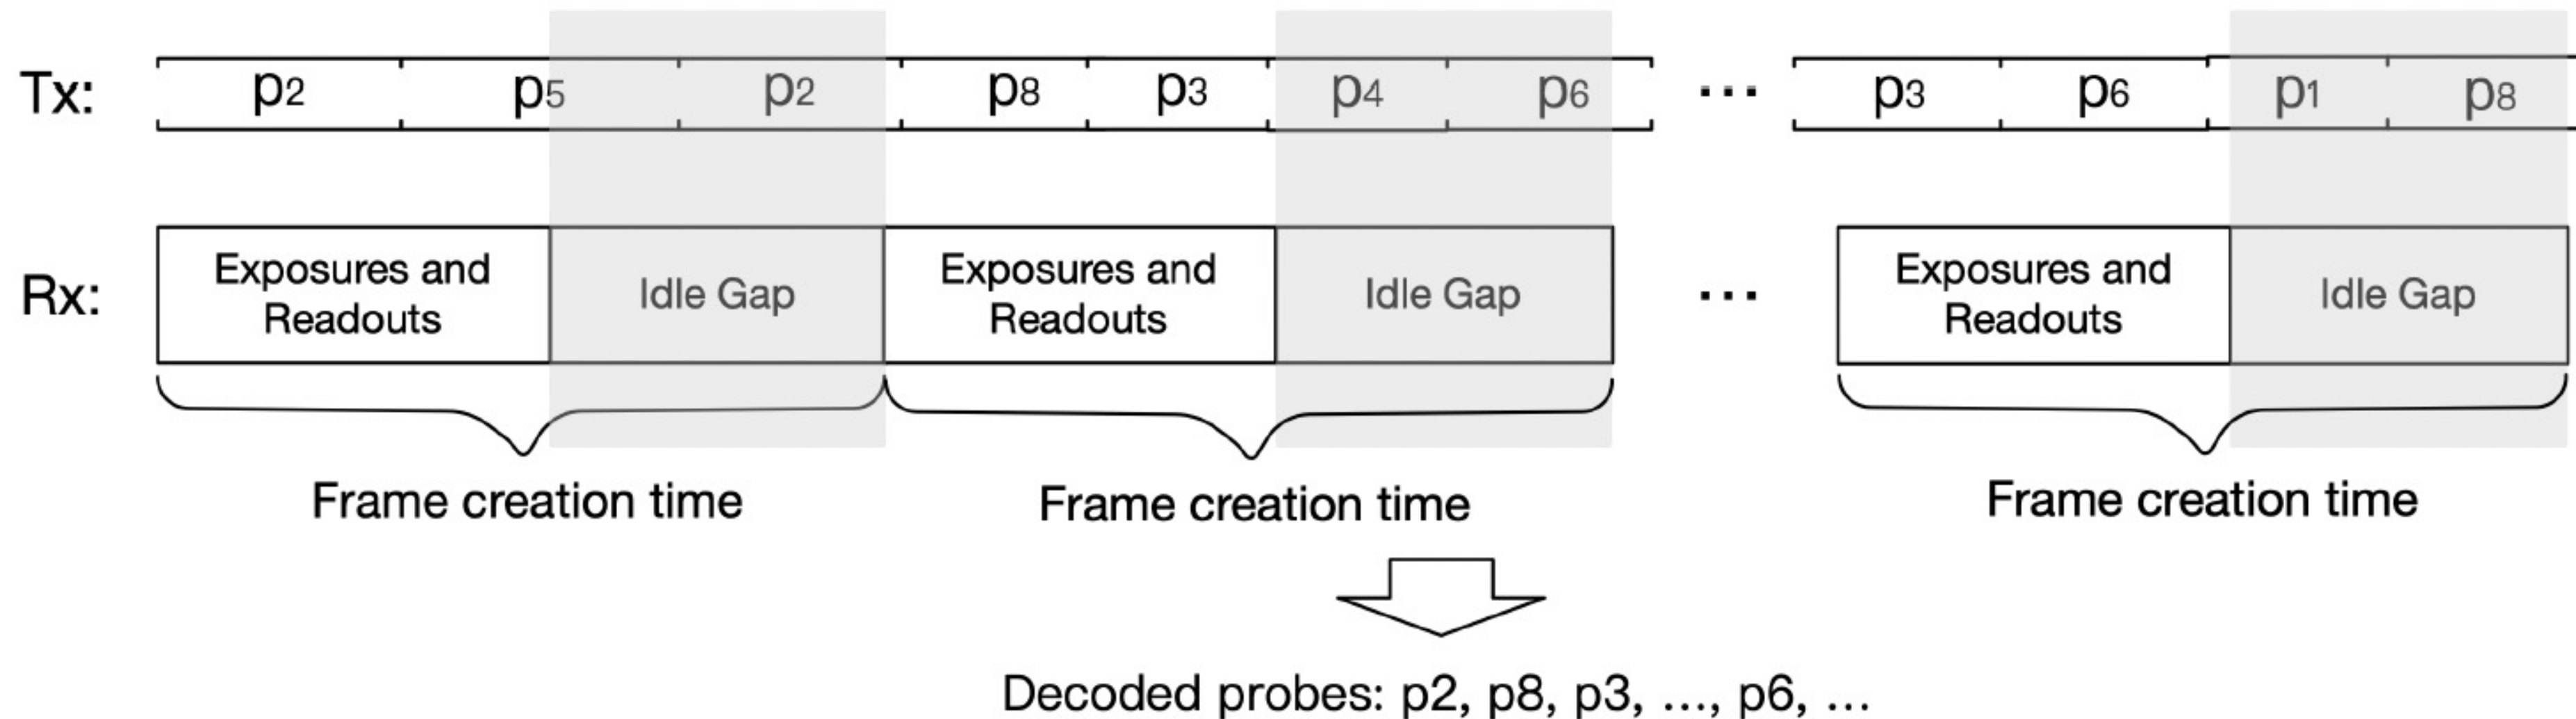 Tx: p2 p5 p2 p8 p3 p4 p6 ... p3 p6 p1 p8
Rx: Exposures and Readouts Idle Gap Exposures and Readouts Idle Gap ... Exposures and Readouts Idle Gap
Frame creation time Frame creation time Frame creation time
Decoded probes: p2, p8, p3, ..., p6, ...